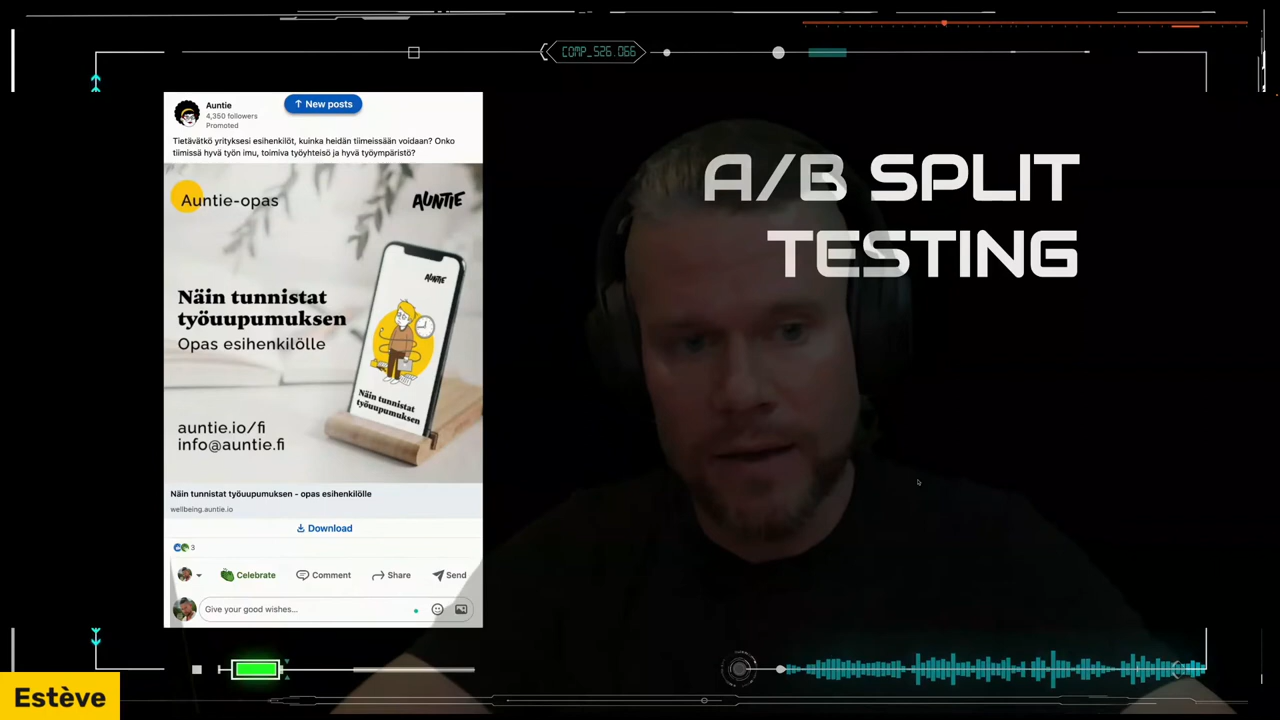 COMP_526.066
Auntie
4,350 followers
Promoted
↑ New posts
Tietävätkö yrityksesi esihenkilöt, kuinka heidän tiimeissään voidaan? Onko
tiimissä hyvä työn imu, toimiva työyhteisö ja hyvä työympäristö?
Auntie-opas
AUNTIE
AUNTIE
Näin tunnistat
työuupumuksen
Opas esihenkilölle
Näin tunnistat
työuupumuksen
auntie.io/fi
info@auntie.fi
Näin tunnistat työuupumuksen - opas esihenkilölle
wellbeing.auntie.io
Download
3
Celebrate
Comment
Share
Send
Give your good wishes...
A/B SPLIT
TESTING
Estève